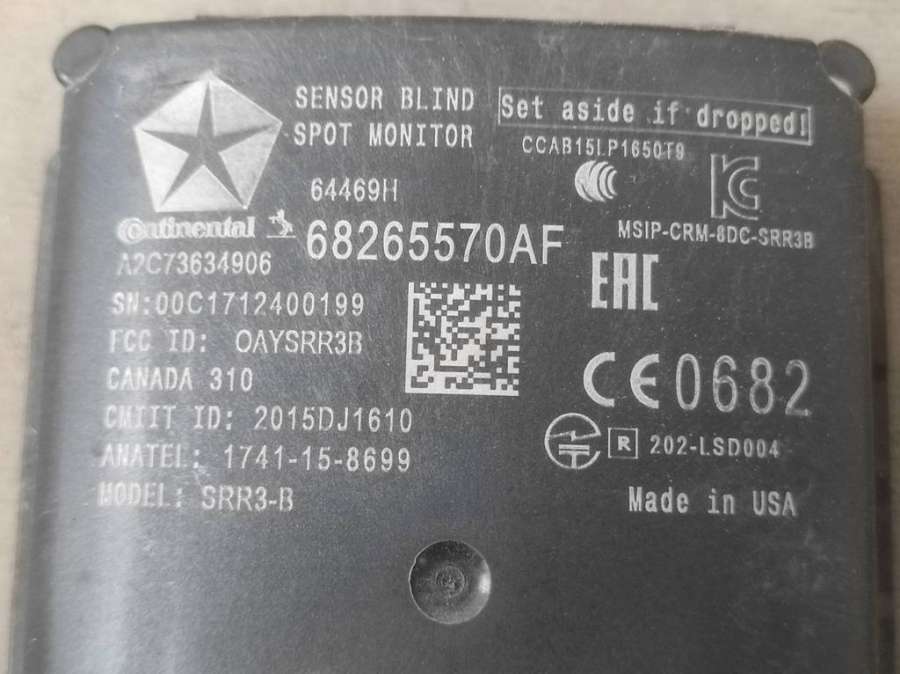 SENSOR BLIND
SPOT MONITOR
Set aside if dropped!
CCAB15LP1650T9
64469H
Continental
68265570AF
MSIP-CRM-8DC-SRR3B
A2C73634906
EAC
SN:00C1712400199
FCC ID: OAYSRR3B
CANADA 310
CE 0682
CMIIT ID: 2015DJ1610
R 202-LSD004
ANATEL: 1741-15-8699
MODEL: SRR3-B
Made in USA